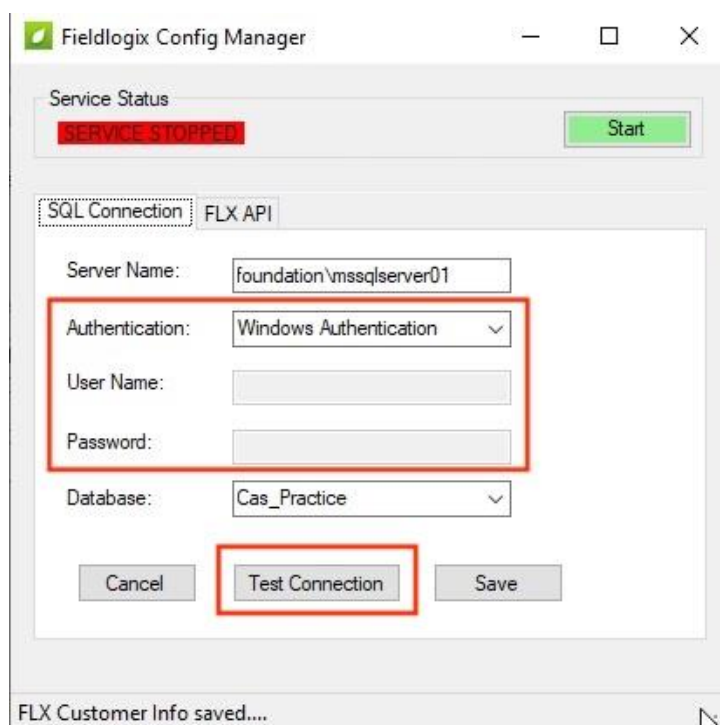 Fieldlogix Config Manager
Service Status
SERVICE STOPPED
Start
SQL Connection FLX API
Server Name: foundation\mssqlserver01
Authentication: Windows Authentication
User Name:
Password:
Database: Cas_Practice
Cancel Test Connection Save
FLX Customer Info saved....